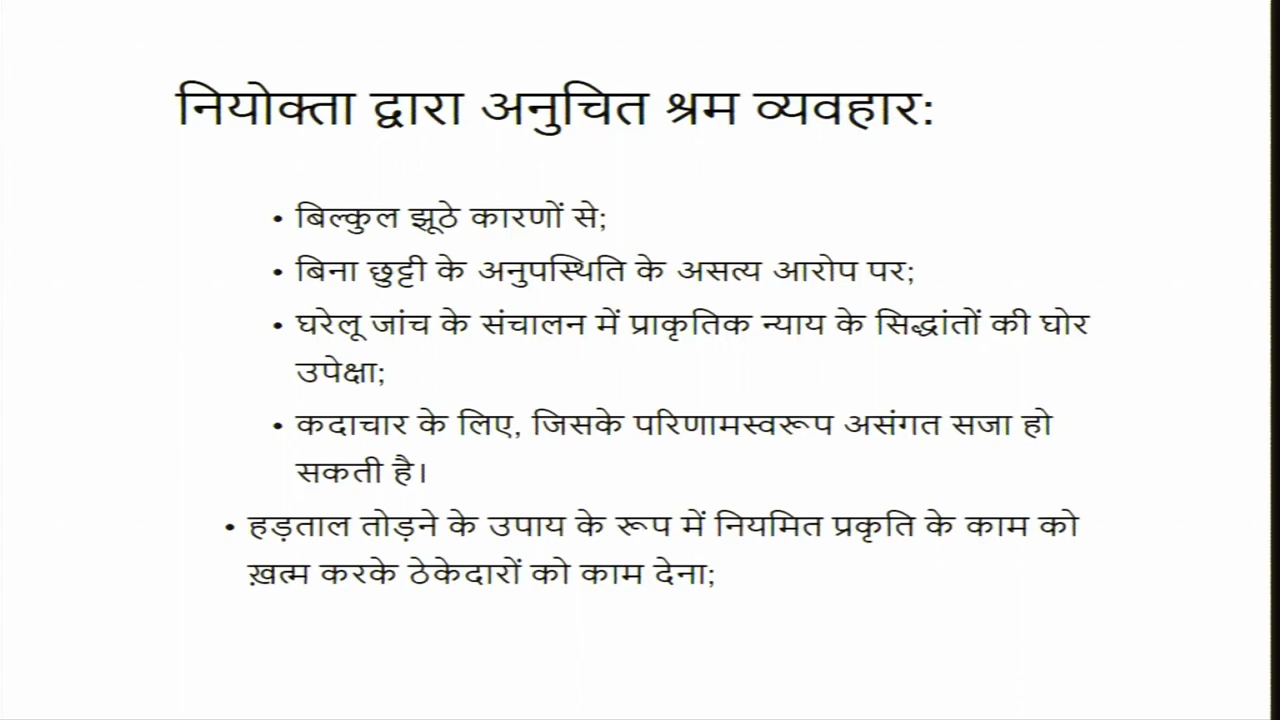 नियोक्ता द्वारा अनुचित श्रम व्यवहार:
• बिल्कुल झूठे कारणों से;
• बिना छुट्टी के अनुपस्थिति के असत्य आरोप पर;
• घरेलू जांच के संचालन में प्राकृतिक न्याय के सिद्धांतों की घोर
उपेक्षा;
• कदाचार के लिए, जिसके परिणामस्वरूप असंगत सजा हो
सकती है।
• हड़ताल तोड़ने के उपाय के रूप में नियमित प्रकृति के काम को
ख़त्म करके ठेकेदारों को काम देना;